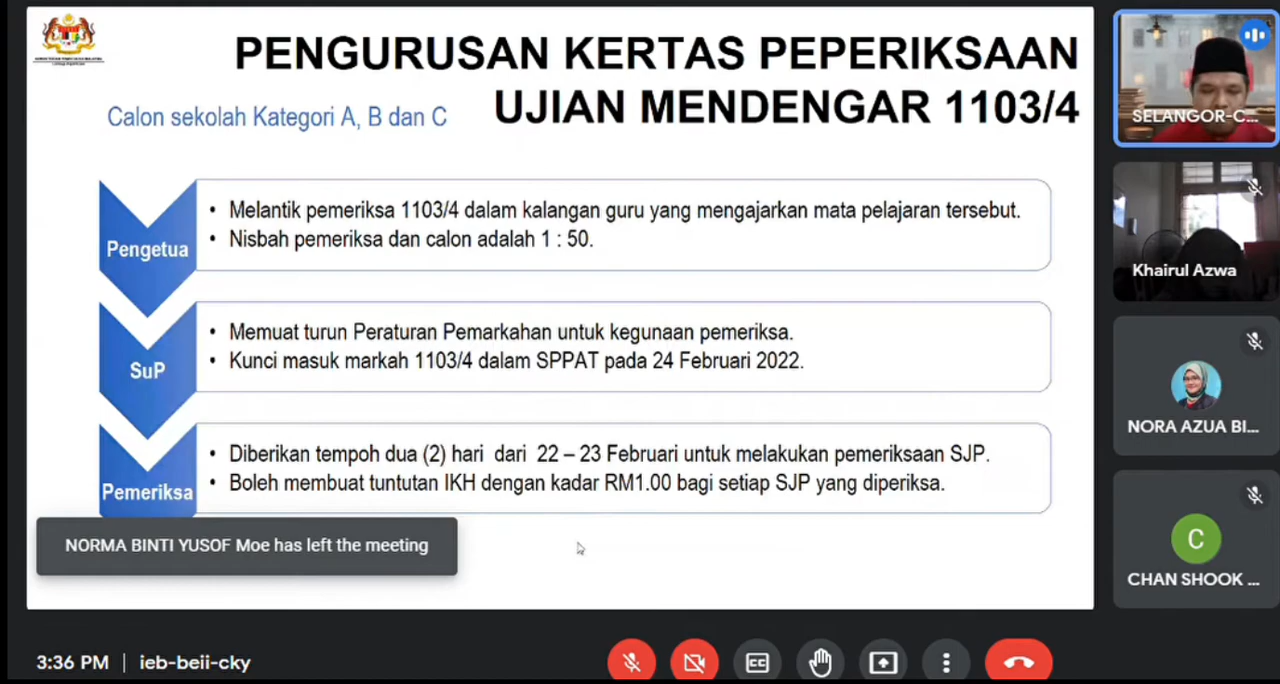 PENGURUSAN KERTAS PEPERIKSAAN
UJIAN MENDENGAR 1103/4
Calon sekolah Kategori A, B dan C
Pengetua
• Melantik pemeriksa 1103/4 dalam kalangan guru yang mengajarkan mata pelajaran tersebut.
• Nisbah pemeriksa dan calon adalah 1 : 50.
SuP
• Memuat turun Peraturan Pemarkahan untuk kegunaan pemeriksa.
• Kunci masuk markah 1103/4 dalam SPPAT pada 24 Februari 2022.
Pemeriksa
• Diberikan tempoh dua (2) hari dari 22 – 23 Februari untuk melakukan pemeriksaan SJP.
• Boleh membuat tuntutan IKH dengan kadar RM1.00 bagi setiap SJP yang diperiksa.
NORMA BINTI YUSOF Moe has left the meeting
3:36 PM | ieb-beii-cky
CC
SELANGOR-C...
Khairul Azwa
NORA AZUA BI...
C
CHAN SHOOK ...